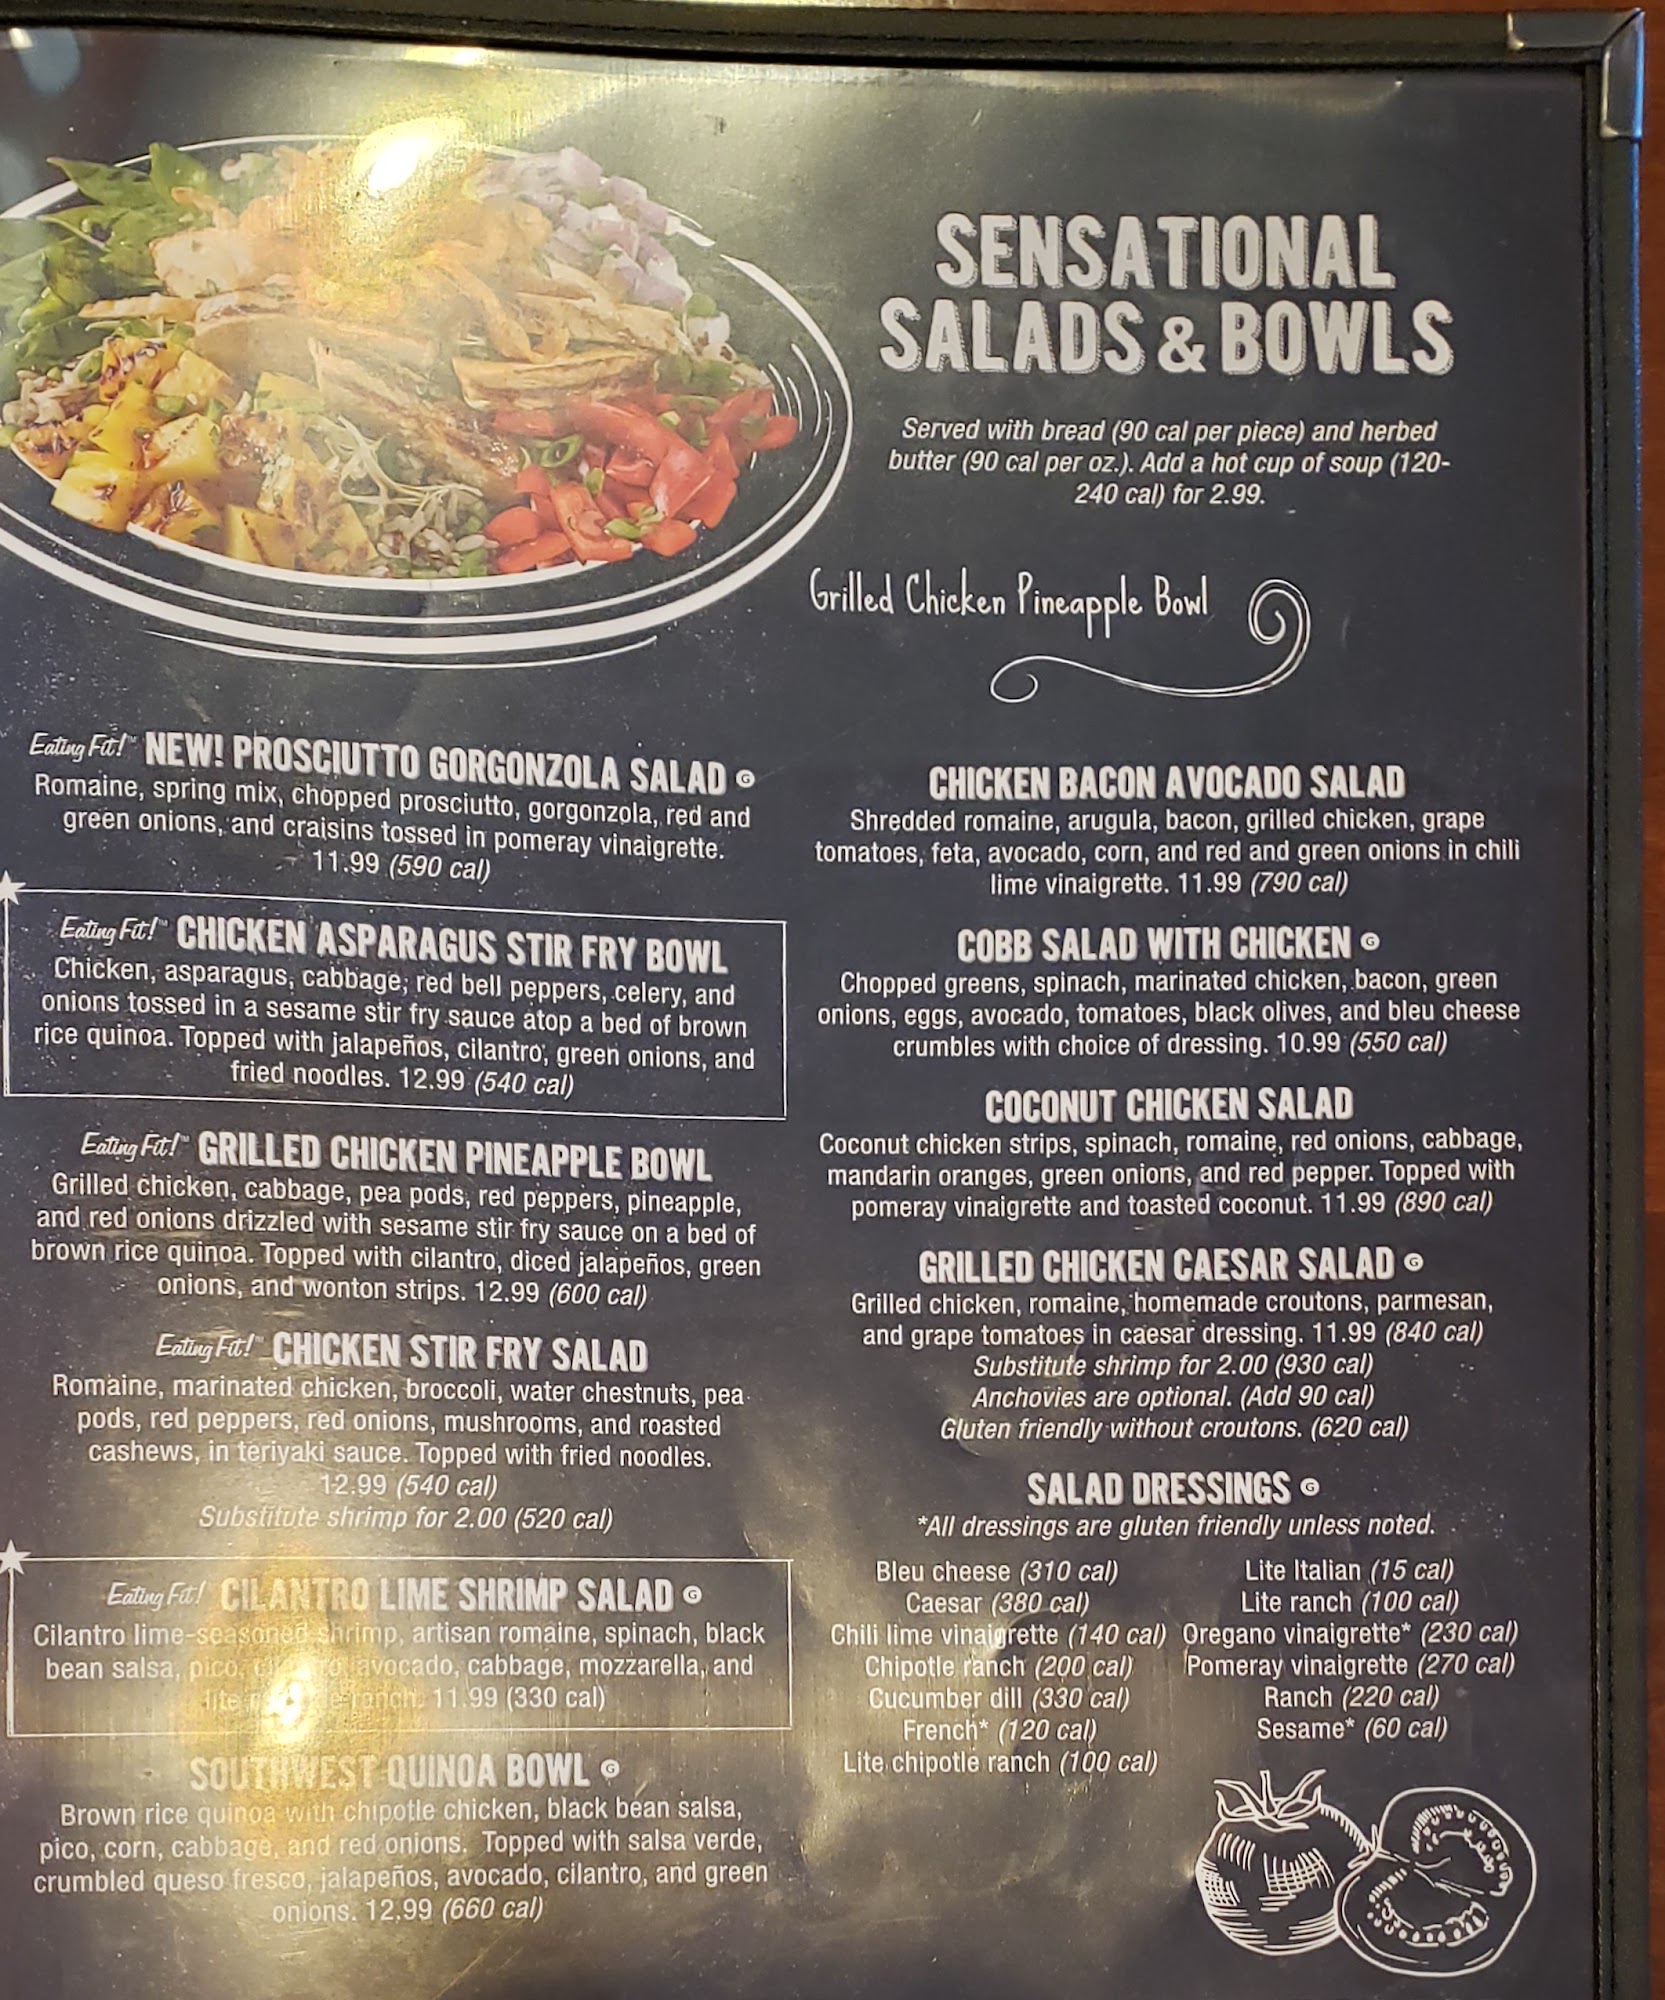 SENSATIONAL
SALADS & BOWLS
Served with bread (90 cal per piece) and herbed
butter (90 cal per oz.). Add a hot cup of soup (120-
240 cal) for 2.99.
Grilled Chicken Pineapple Bowl
Eating Fit!™ NEW! PROSCIUTTO GORGONZOLA SALAD G
Romaine, spring mix, chopped prosciutto, gorgonzola, red and
green onions, and craisins tossed in pomeray vinaigrette.
11.99 (590 cal)
Eating Fit!™ CHICKEN ASPARAGUS STIR FRY BOWL
Chicken, asparagus, cabbage, red bell peppers, celery, and
onions tossed in a sesame stir fry sauce atop a bed of brown
rice quinoa. Topped with jalapeños, cilantro, green onions, and
fried noodles. 12.99 (540 cal)
Eating Fit!™ GRILLED CHICKEN PINEAPPLE BOWL
Grilled chicken, cabbage, pea pods, red peppers, pineapple,
and red onions drizzled with sesame stir fry sauce on a bed of
brown rice quinoa. Topped with cilantro, diced jalapeños, green
onions, and wonton strips. 12.99 (600 cal)
Eating Fit!™ CHICKEN STIR FRY SALAD
Romaine, marinated chicken, broccoli, water chestnuts, pea
pods, red peppers, red onions, mushrooms, and roasted
cashews, in teriyaki sauce. Topped with fried noodles.
12.99 (540 cal)
Substitute shrimp for 2.00 (520 cal)
Eating Fit! CILANTRO LIME SHRIMP SALAD G
Cilantro lime-seasoned shrimp, artisan romaine, spinach, black
bean salsa, pico, avocado, cabbage, mozzarella, and
lite ranch. 11.99 (330 cal)
SOUTHWEST QUINOA BOWL G
Brown rice quinoa with chipotle chicken, black bean salsa,
pico, corn, cabbage, and red onions. Topped with salsa verde,
crumbled queso fresco, jalapeños, avocado, cilantro, and green
onions. 12.99 (660 cal)
CHICKEN BACON AVOCADO SALAD
Shredded romaine, arugula, bacon, grilled chicken, grape
tomatoes, feta, avocado, corn, and red and green onions in chili
lime vinaigrette. 11.99 (790 cal)
COBB SALAD WITH CHICKEN G
Chopped greens, spinach, marinated chicken, bacon, green
onions, eggs, avocado, tomatoes, black olives, and bleu cheese
crumbles with choice of dressing. 10.99 (550 cal)
COCONUT CHICKEN SALAD
Coconut chicken strips, spinach, romaine, red onions, cabbage,
mandarin oranges, green onions, and red pepper. Topped with
pomeray vinaigrette and toasted coconut. 11.99 (890 cal)
GRILLED CHICKEN CAESAR SALAD G
Grilled chicken, romaine, homemade croutons, parmesan,
and grape tomatoes in caesar dressing. 11.99 (840 cal)
Substitute shrimp for 2.00 (930 cal)
Anchovies are optional. (Add 90 cal)
Gluten friendly without croutons. (620 cal)
SALAD DRESSINGS G
*All dressings are gluten friendly unless noted.
Bleu cheese (310 cal)
Caesar (380 cal)
Chili lime vinaigrette (140 cal)
Chipotle ranch (200 cal)
Cucumber dill (330 cal)
French* (120 cal)
Lite chipotle ranch (100 cal)
Lite Italian (15 cal)
Lite ranch (100 cal)
Oregano vinaigrette* (230 cal)
Pomeray vinaigrette (270 cal)
Ranch (220 cal)
Sesame* (60 cal)